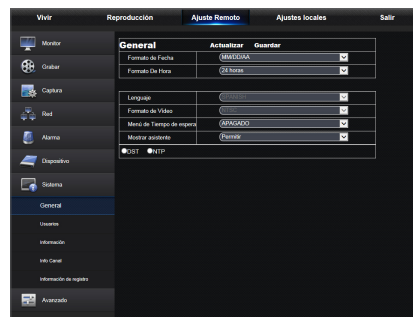 Vivir Reproducción Ajuste Remoto Ajustes locales Salir
Monitor
Grabar
Captura
Red
Alarma
Dispositivo
Sistema
General
Usuarios
Información
Info Canal
Información de registro
Avanzado
General Actualizar Guardar
Formato de Fecha MM/DD/AA
Formato De Hora 24 horas
Lenguaje
Formato de Vídeo NTSC
Menú de Tiempo de espera APAGADO
Mostrar asistente Permitir
DST NTP